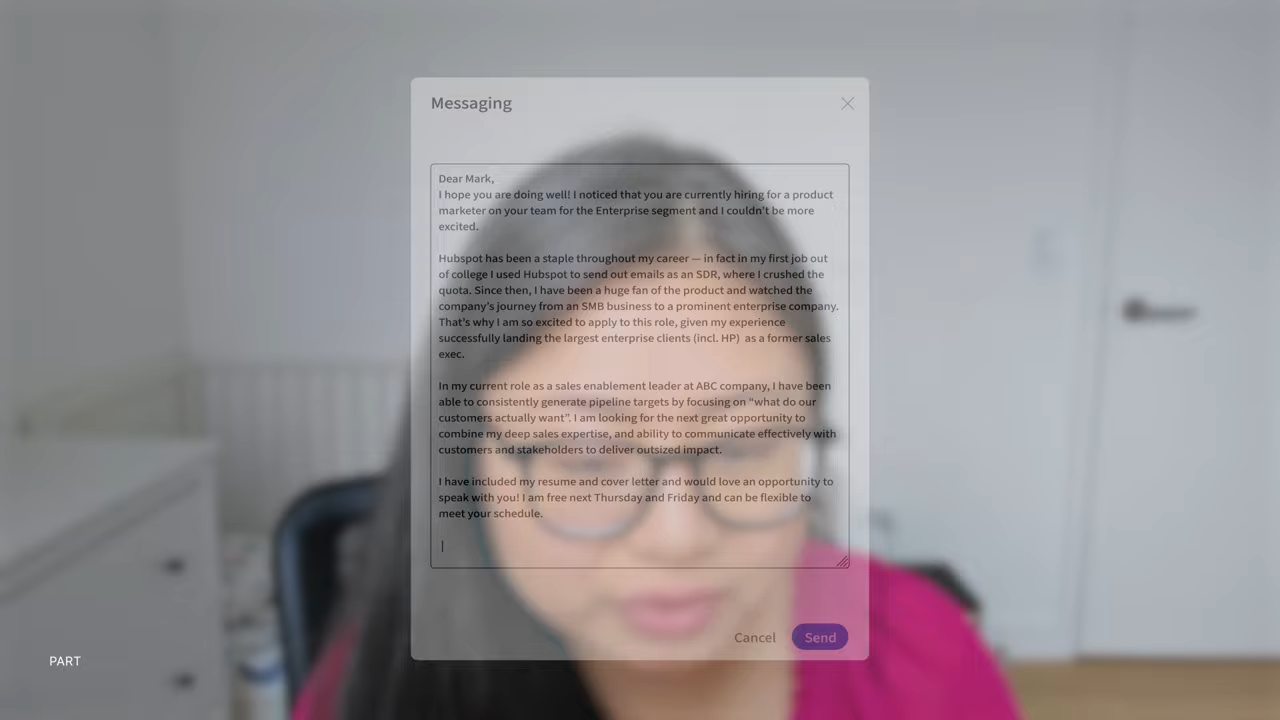 Messaging
Dear Mark,
I hope you are doing well! I noticed that you are currently hiring for a product
marketer on your team for the Enterprise segment and I couldn't be more
excited.
Hubspot has been a staple throughout my career — in fact in my first job out
of college I used Hubspot to send out emails as an SDR, where I crushed the
quota. Since then, I have been a huge fan of the product and watched the
company's journey from an SMB business to a prominent enterprise company.
That's why I am so excited to apply to this role, given my experience
successfully landing the largest enterprise clients (incl. HP) as a former sales
exec.
In my current role as a sales enablement leader at ABC company, I have been
able to consistently generate pipeline targets by focusing on "what do our
customers actually want". I am looking for the next great opportunity to
combine my deep sales expertise, and ability to communicate effectively with
customers and stakeholders to deliver outsized impact.
I have included my resume and cover letter and would love an opportunity to
speak with you! I am free next Thursday and Friday and can be flexible to
meet your schedule.
Cancel Send
PART